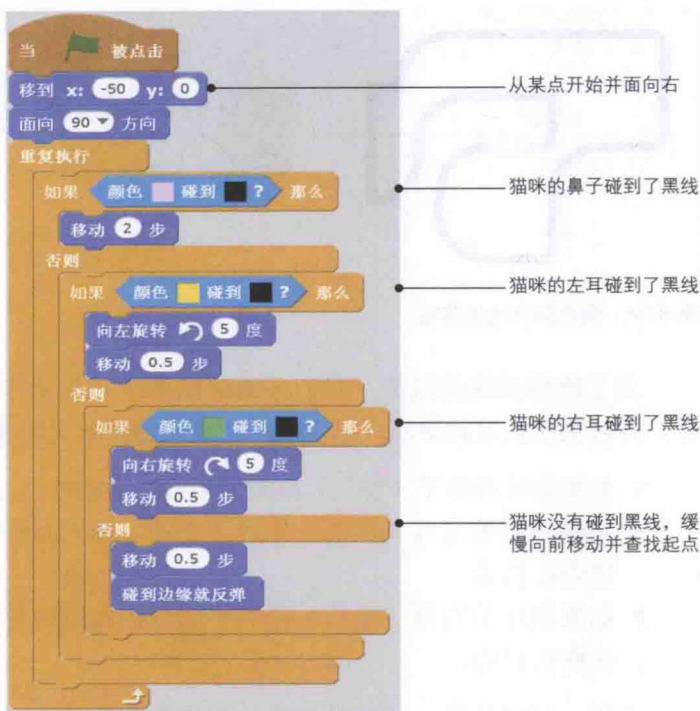 当 被点击
移到 x: -50 y: 0
从某点开始并面向右
面向 90 方向
重复执行
如果 颜色 碰到 ? 那么
猫咪的鼻子碰到了黑线
移动 2 步
否则
如果 颜色 碰到 ? 那么
猫咪的左耳碰到了黑线
向左旋转 5 度
移动 0.5 步
否则
如果 颜色 碰到 ? 那么
猫咪的右耳碰到了黑线
向右旋转 5 度
移动 0.5 步
否则
猫咪没有碰到黑线，缓
慢向前移动并查找起点
移动 0.5 步
碰到边缘就反弹